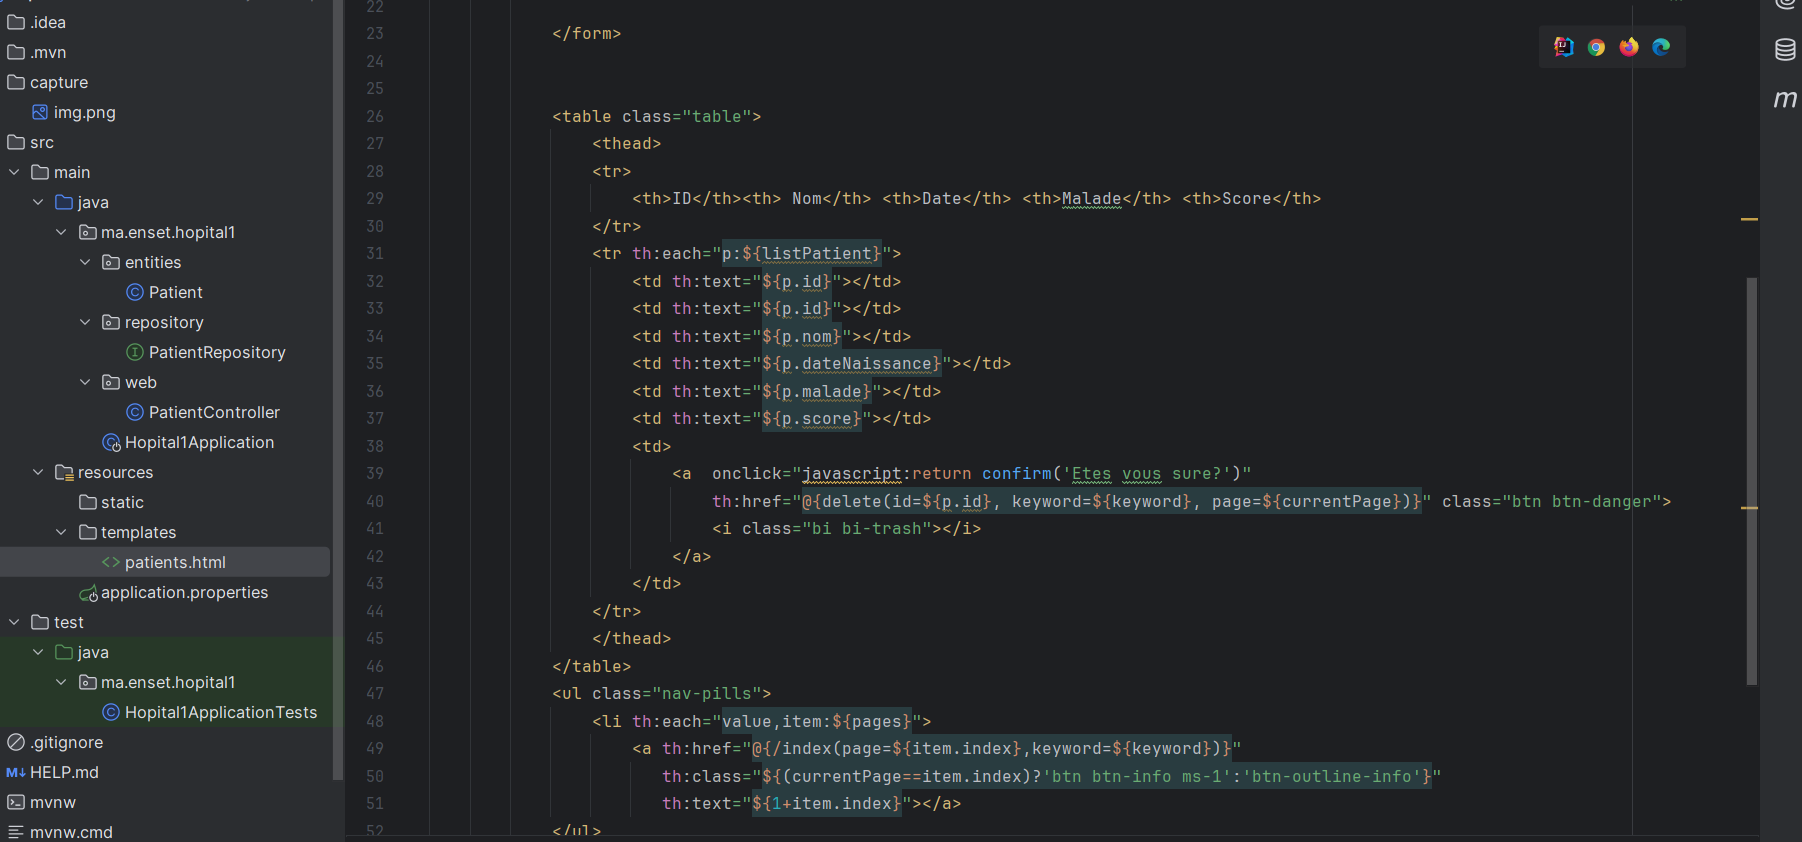 .idea
.mvn
capture
img.png
src
main
java
ma.enset.hopital1
entities
Patient
repository
PatientRepository
web
PatientController
Hopital1Application
resources
static
templates
patients.html
application.properties
test
java
ma.enset.hopital1
Hopital1ApplicationTests
.gitignore
HELP.md
mvnw
mvnw.cmd
22
23 </form>
24
25
26 <table class="table">
27 <thead>
28 <tr>
29 <th>ID</th><th> Nom</th> <th>Date</th> <th>Malade</th> <th>Score</th>
30 </tr>
31 <tr th:each="p:${listPatient}">
32 <td th:text="${p.id}"></td>
33 <td th:text="${p.id}"></td>
34 <td th:text="${p.nom}"></td>
35 <td th:text="${p.dateNaissance}"></td>
36 <td th:text="${p.malade}"></td>
37 <td th:text="${p.score}"></td>
38 <td>
39 <a  onclick="javascript:return confirm('Etes vous sure?')"
40 th:href="@{delete(id=${p.id}, keyword=${keyword}, page=${currentPage})}" class="btn btn-danger">
41 <i class="bi bi-trash"></i>
42 </a>
43 </td>
44 </tr>
45 </thead>
46 </table>
47 <ul class="nav-pills">
48 <li th:each="value,item:${pages}">
49 <a th:href="@{/index(page=${item.index},keyword=${keyword})}"
50 th:class="${(currentPage==item.index)?'btn btn-info ms-1':'btn-outline-info'}"
51 th:text="${1+item.index}"></a>
52 </ul>
m